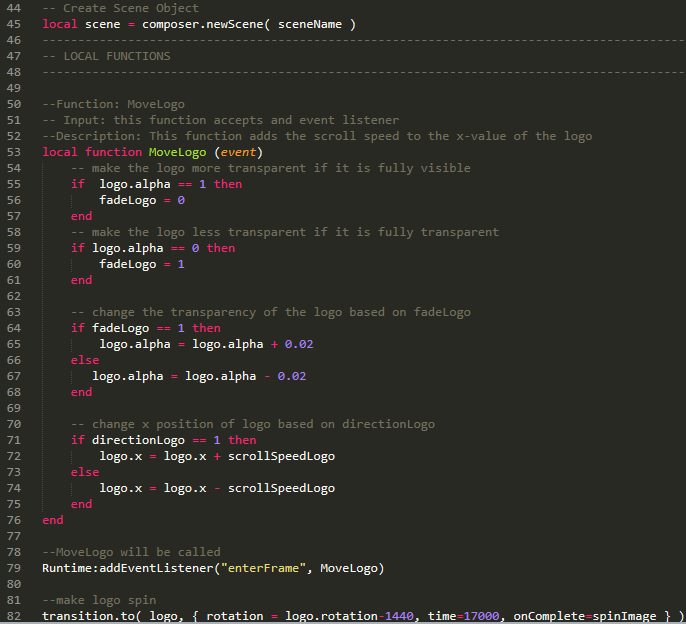 44 -- Create Scene Object
45 local scene = composer.newScene( sceneName )
46 -----------------------------------------------------------------------------------------
47 -- LOCAL FUNCTIONS
48 -----------------------------------------------------------------------------------------
49
50 --Function: MoveLogo
51 -- Input: this function accepts and event listener
52 --Description: This function adds the scroll speed to the x-value of the logo
53 local function MoveLogo (event)
54     -- make the logo more transparent if it is fully visible
55     if  logo.alpha == 1 then
56         fadeLogo = 0
57     end
58     -- make the logo less transparent if it is fully transparent
59     if logo.alpha == 0 then
60         fadeLogo = 1
61     end
62
63     -- change the transparency of the logo based on fadeLogo
64     if fadeLogo == 1 then
65         logo.alpha = logo.alpha + 0.02
66     else
67        logo.alpha = logo.alpha - 0.02
68     end
69
70     -- change x position of logo based on directionLogo
71     if directionLogo == 1 then
72         logo.x = logo.x + scrollSpeedLogo
73     else
74         logo.x = logo.x - scrollSpeedLogo
75     end
76 end
77
78 --MoveLogo will be called
79 Runtime:addEventListener("enterFrame", MoveLogo)
80
81 --make logo spin
82 transition.to( logo, { rotation = logo.rotation-1440, time=17000, onComplete=spinImage } )